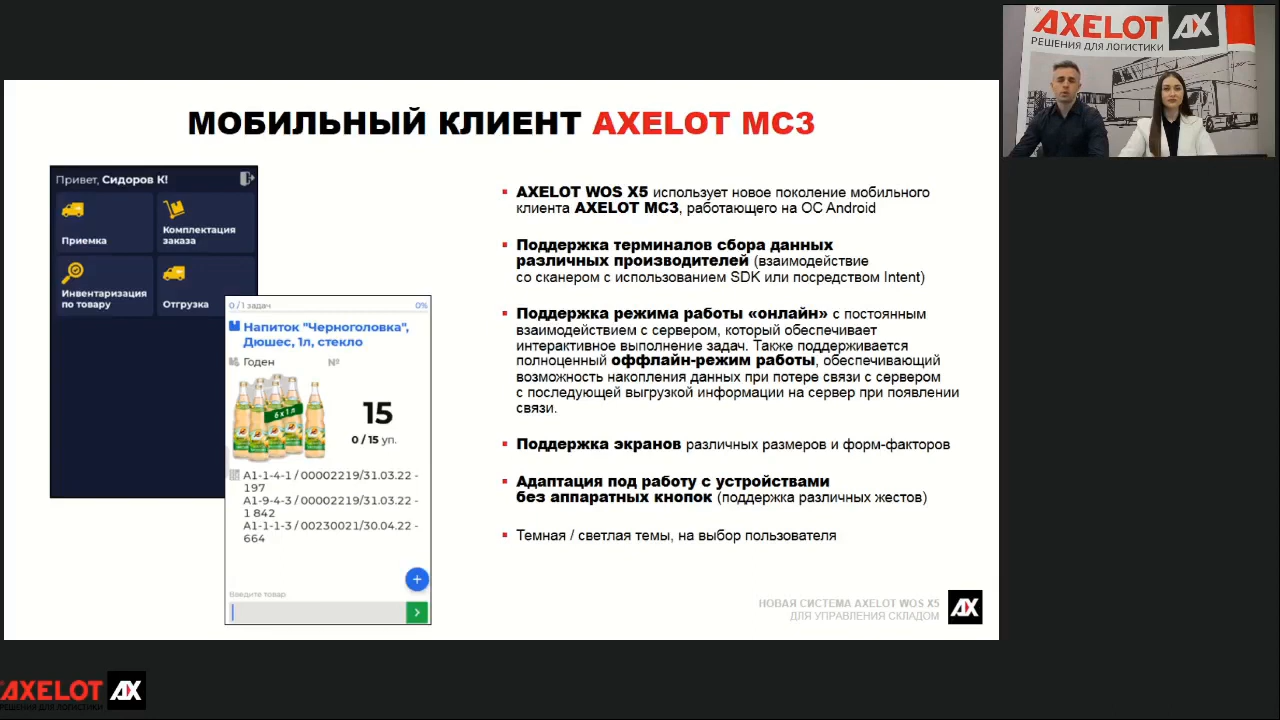 AXELOT AX
РЕШЕНИЯ ДЛЯ ЛОГИСТИКИ
МОБИЛЬНЫЙ КЛИЕНТ AXELOT MC3
Привет, Сидоров К!
Приемка
Комплектация
заказа
Инвентаризация
по товару
Отгрузка
0 / 1 задач 0%
Напиток "Черноголовка",
Дюшес, 1л, стекло
Годен №
6 x 1 л
15
0 / 15 уп.
A1-1-4-1 / 00002219/31.03.22 -
197
A1-9-4-3 / 00002219/31.03.22 -
1 842
A1-1-1-3 / 00230021/30.04.22 -
664
+
Введите товар
>
AXELOT WOS X5 использует новое поколение мобильного
клиента AXELOT MC3, работающего на ОС Android
Поддержка терминалов сбора данных
различных производителей (взаимодействие
со сканером с использованием SDK или посредством Intent)
Поддержка режима работы «онлайн» с постоянным
взаимодействием с сервером, который обеспечивает
интерактивное выполение задач. Также поддерживается
полноценный оффлайн-режим работы, обеспечивающий
возможность накопления данных при потере связи с сервером
с последующей выгрузкой информации на сервер при появлении
связи.
Поддержка экранов различных размеров и форм-факторов
Адаптация под работу с устройствами
без аппаратных кнопок (поддержка различных жестов)
Темная / светлая темы, на выбор пользователя
НОВАЯ СИСТЕМА AXELOT WOS X5
ДЛЯ УПРАВЛЕНИЯ СКЛАДОМ
AX
AXELOT AX
РЕШЕНИЯ ДЛЯ ЛОГИСТИКИ